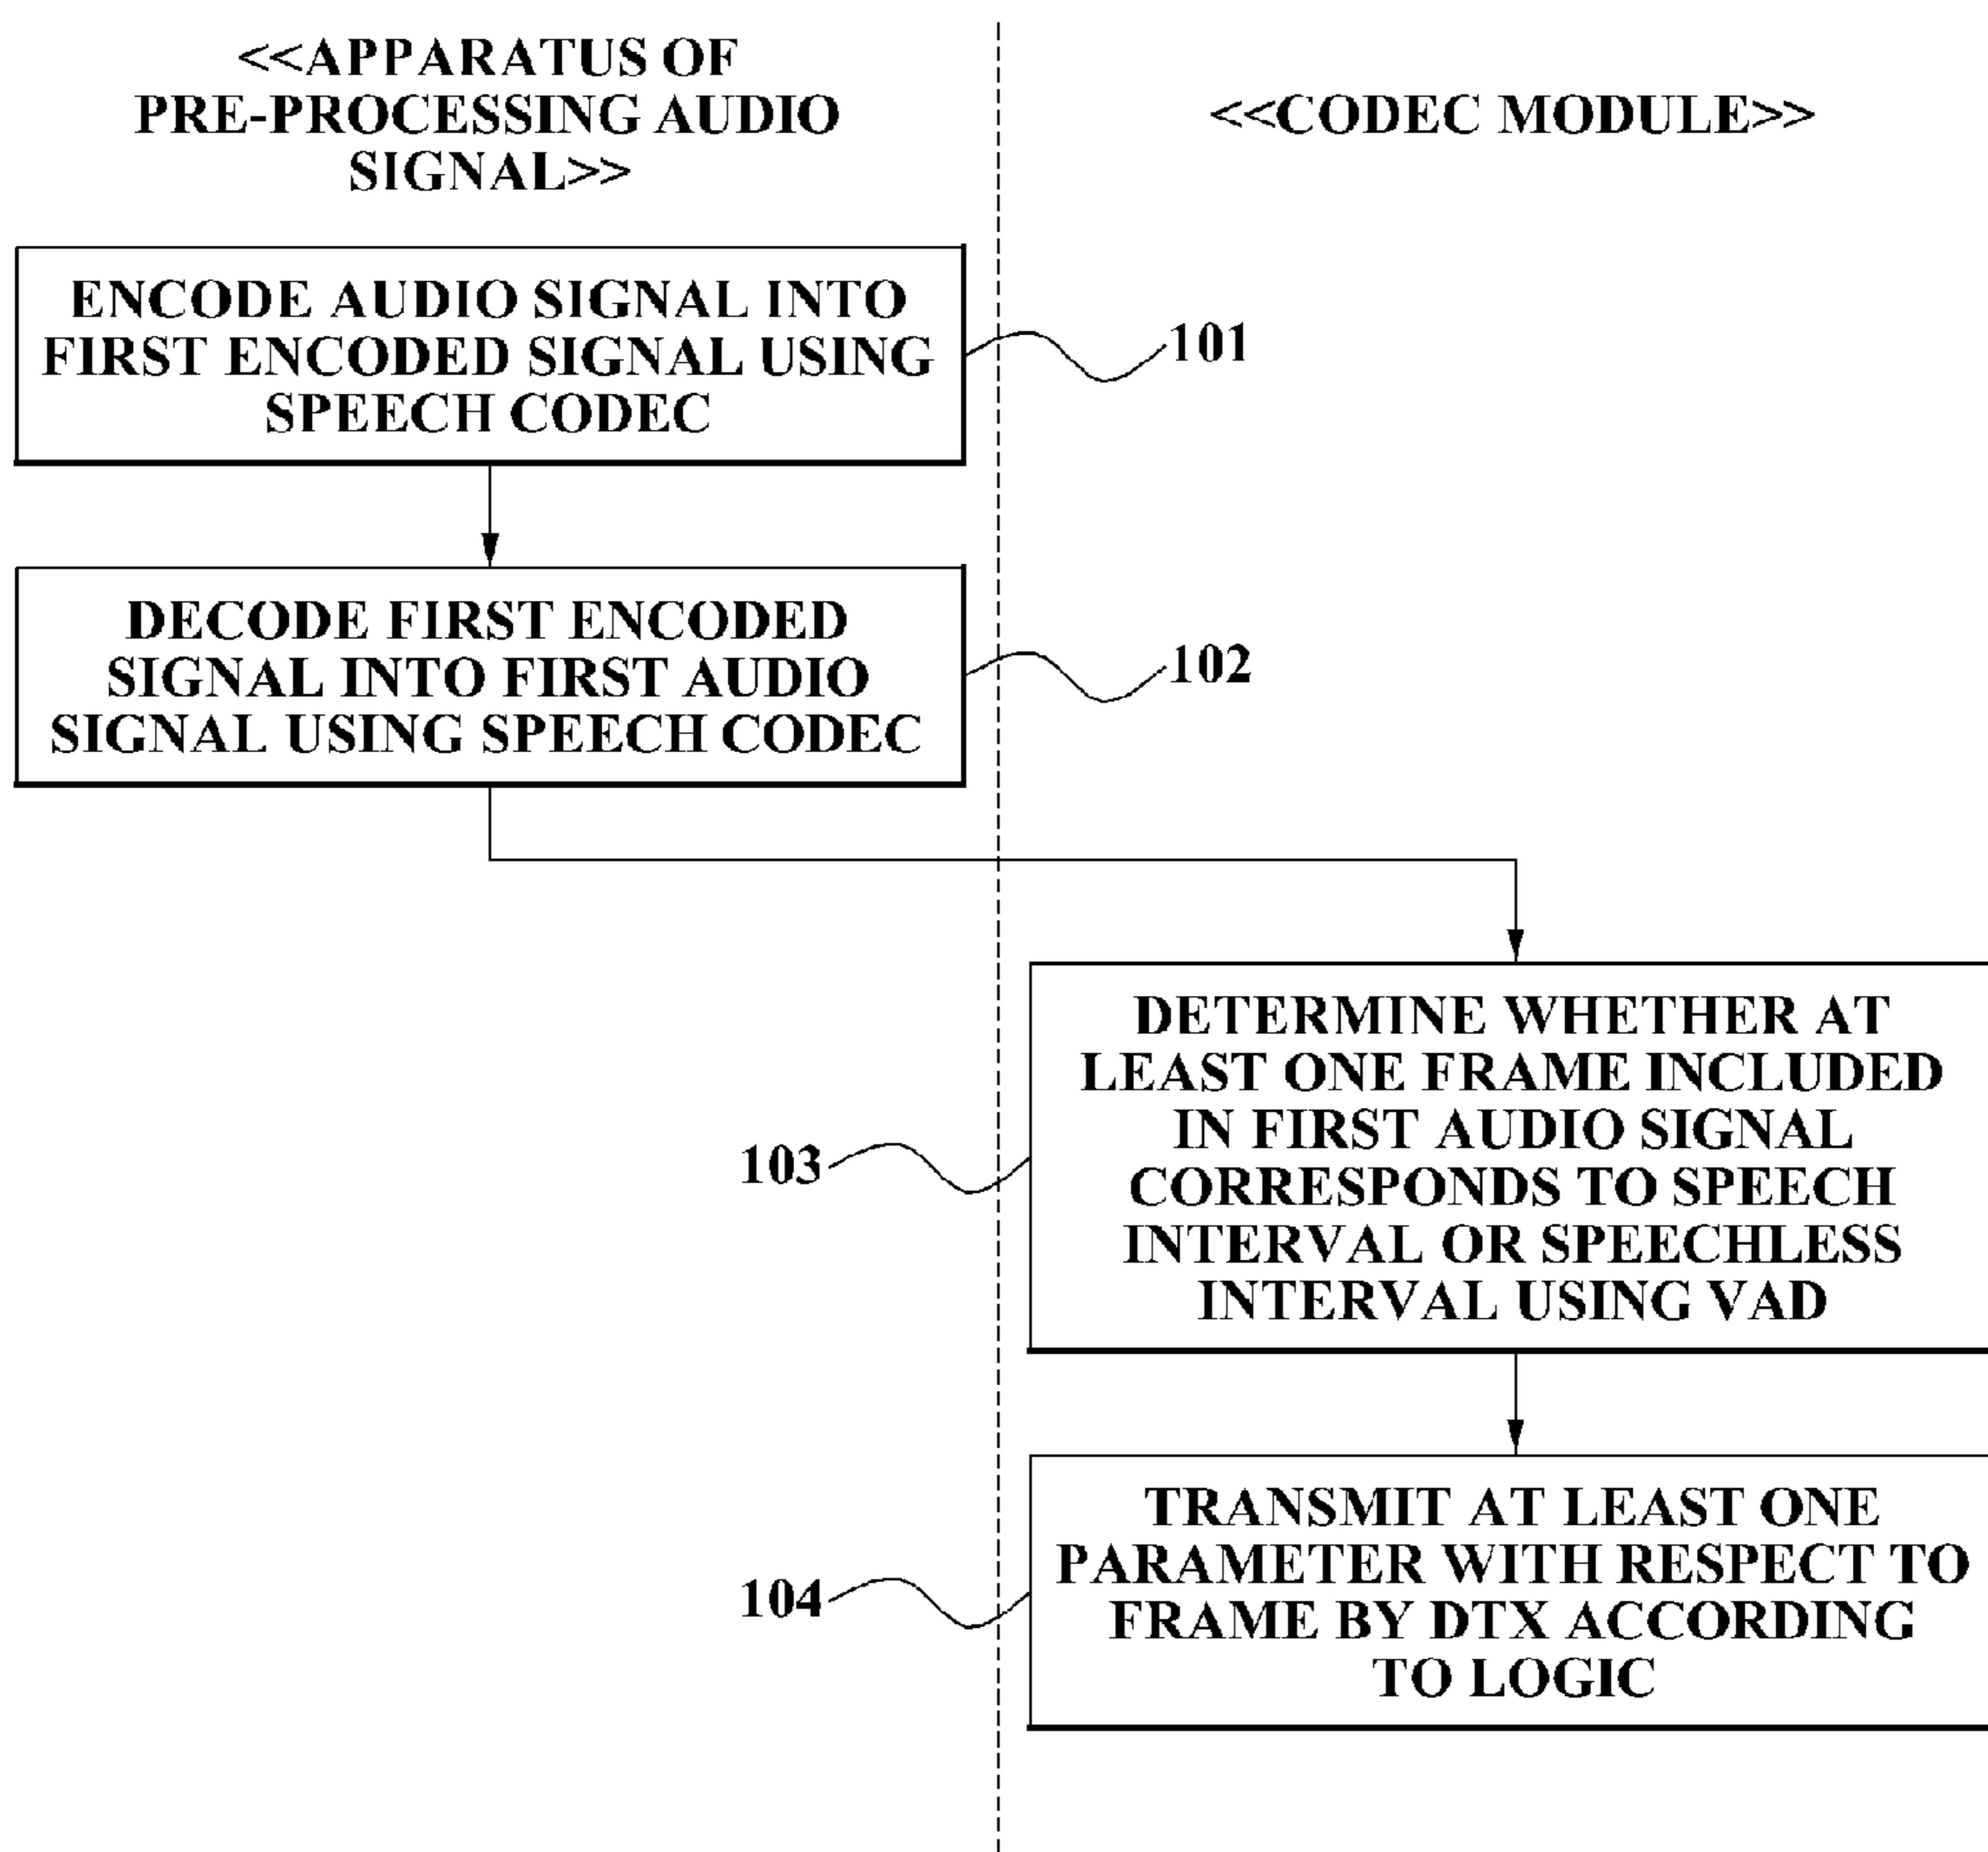 <<APPARATUS OF
PRE-PROCESSING AUDIO
SIGNAL>>
<<CODEC MODULE>>
ENCODE AUDIO SIGNAL INTO
FIRST ENCODED SIGNAL USING
SPEECH CODEC
101
DECODE FIRST ENCODED
SIGNAL INTO FIRST AUDIO
SIGNAL USING SPEECH CODEC
102
DETERMINE WHETHER AT
LEAST ONE FRAME INCLUDED
IN FIRST AUDIO SIGNAL
CORRESPONDS TO SPEECH
INTERVAL OR SPEECHLESS
INTERVAL USING VAD
103
TRANSMIT AT LEAST ONE
PARAMETER WITH RESPECT TO
FRAME BY DTX ACCORDING
TO LOGIC
104